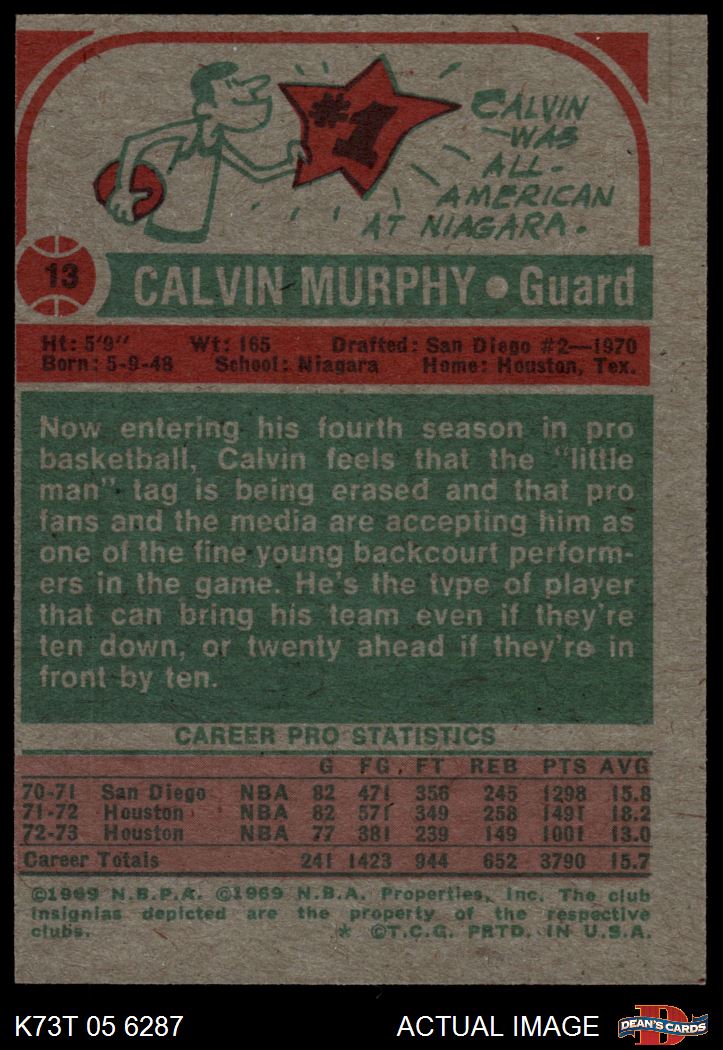 #1
CALVIN
WAS
ALL-
AMERICAN
AT NIAGARA.
13
CALVIN MURPHY • Guard
Ht: 5'9" Wt: 165 Drafted: San Diego #2—1970
Born: 5-9-48 School: Niagara Home: Houston, Tex.
Now entering his fourth season in pro
basketball, Calvin feels that the "little
man" tag is being erased and that pro
fans and the media are accepting him as
one of the fine young backcourt perform-
ers in the game. He's the type of player
that can bring his team even if they're
ten down, or twenty ahead if they're in
front by ten.
CAREER PRO STATISTICS
G FG. FT REB PTS AVG
70-71 San Diego NBA 82 471 356 245 1298 15.8
71-72 Houston NBA 82 571 349 258 1491 18.2
72-73 Houston NBA 77 381 239 149 1001 13.0
Career Totals 241 1423 944 652 3790 15.7
©1969 N.B.P.A. ©1969 N.B.A. Properties, Inc. The club
insignias depicted are the property of the respective
clubs. * ©T.C.G. PRTD. IN U.S.A.
K73T 05 6287 ACTUAL IMAGE DEAN'S CARDS